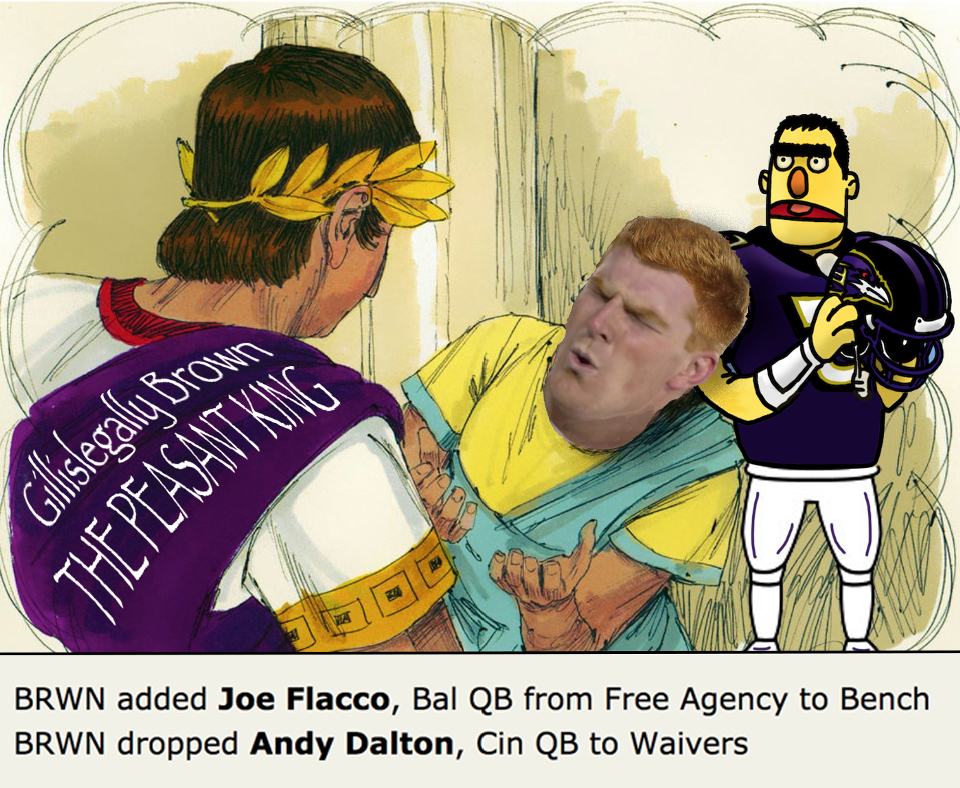 Gillislegally Brown
THE PEASANT KING
BRWN added Joe Flacco, Bal QB from Free Agency to Bench
BRWN dropped Andy Dalton, Cin QB to Waivers